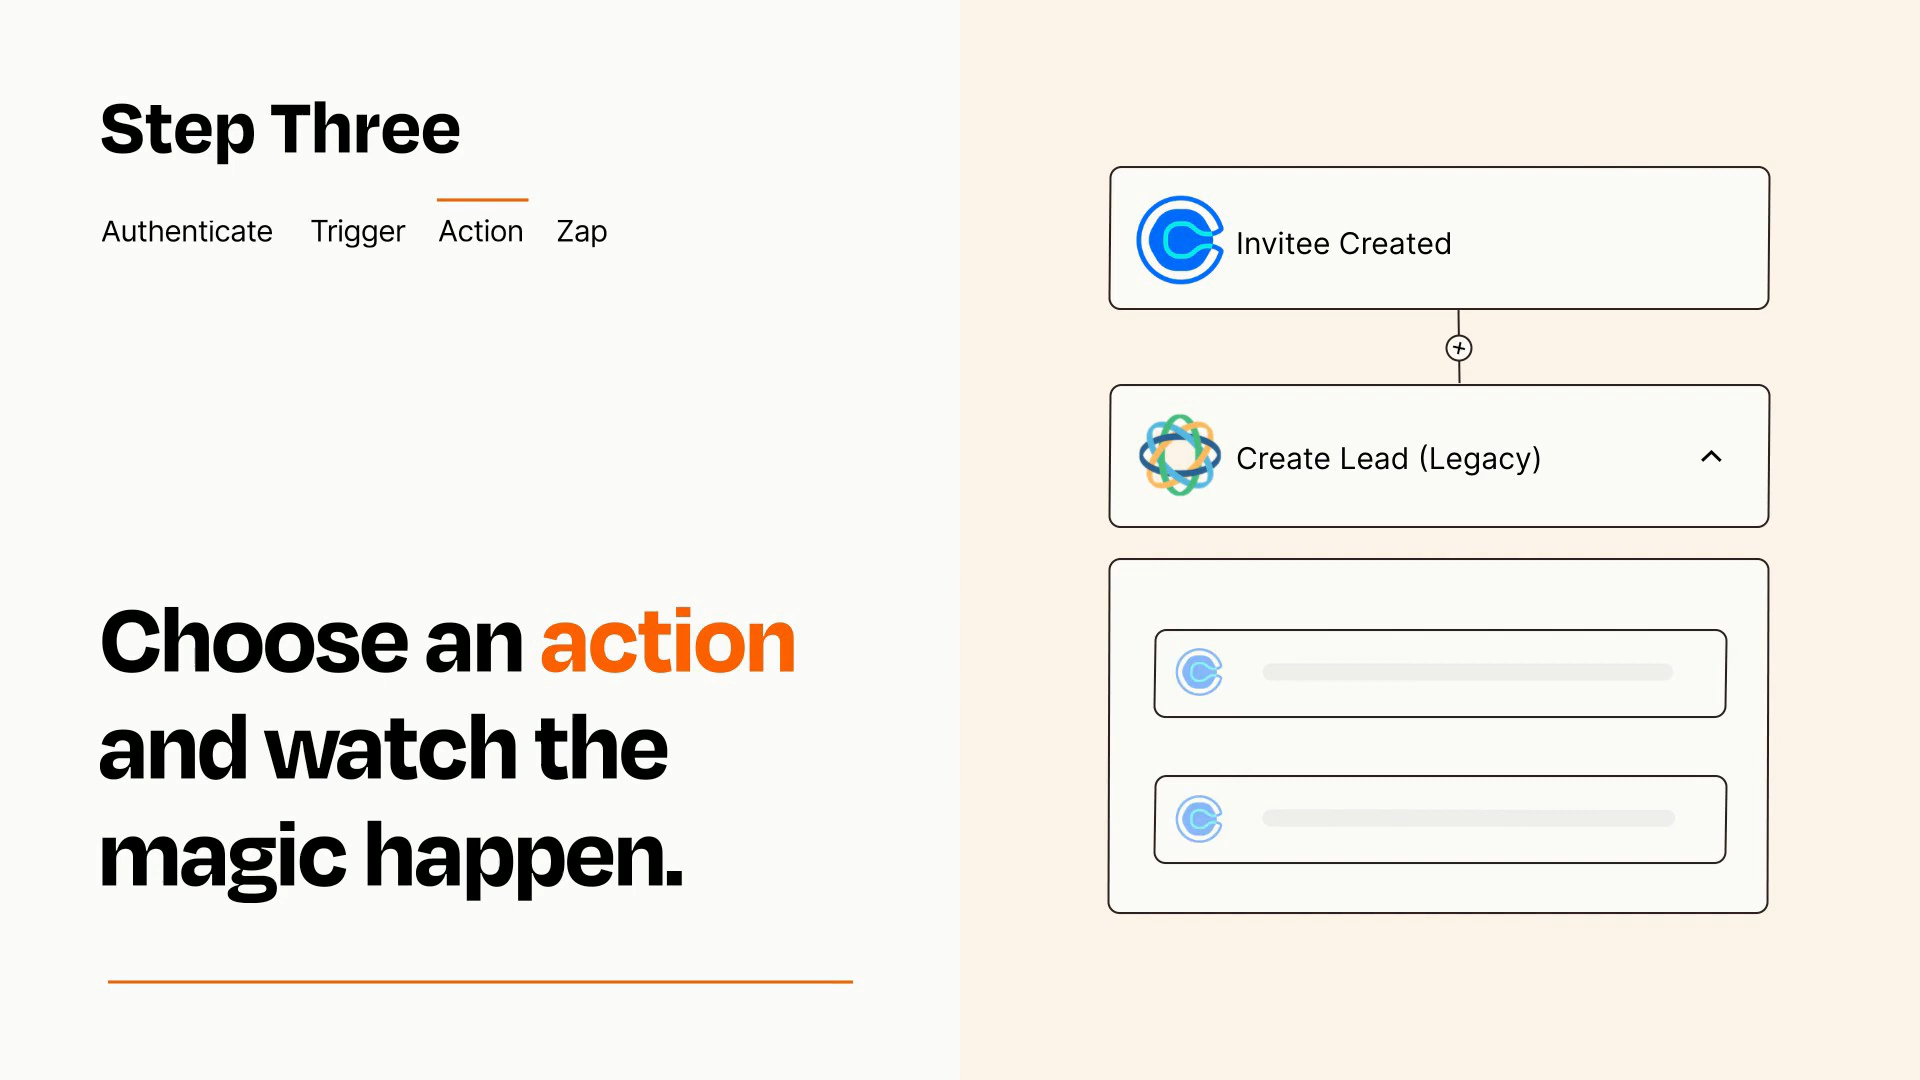 Step Three
Authenticate Trigger Action Zap
Choose an action
and watch the
magic happen.
Invitee Created
Create Lead (Legacy)